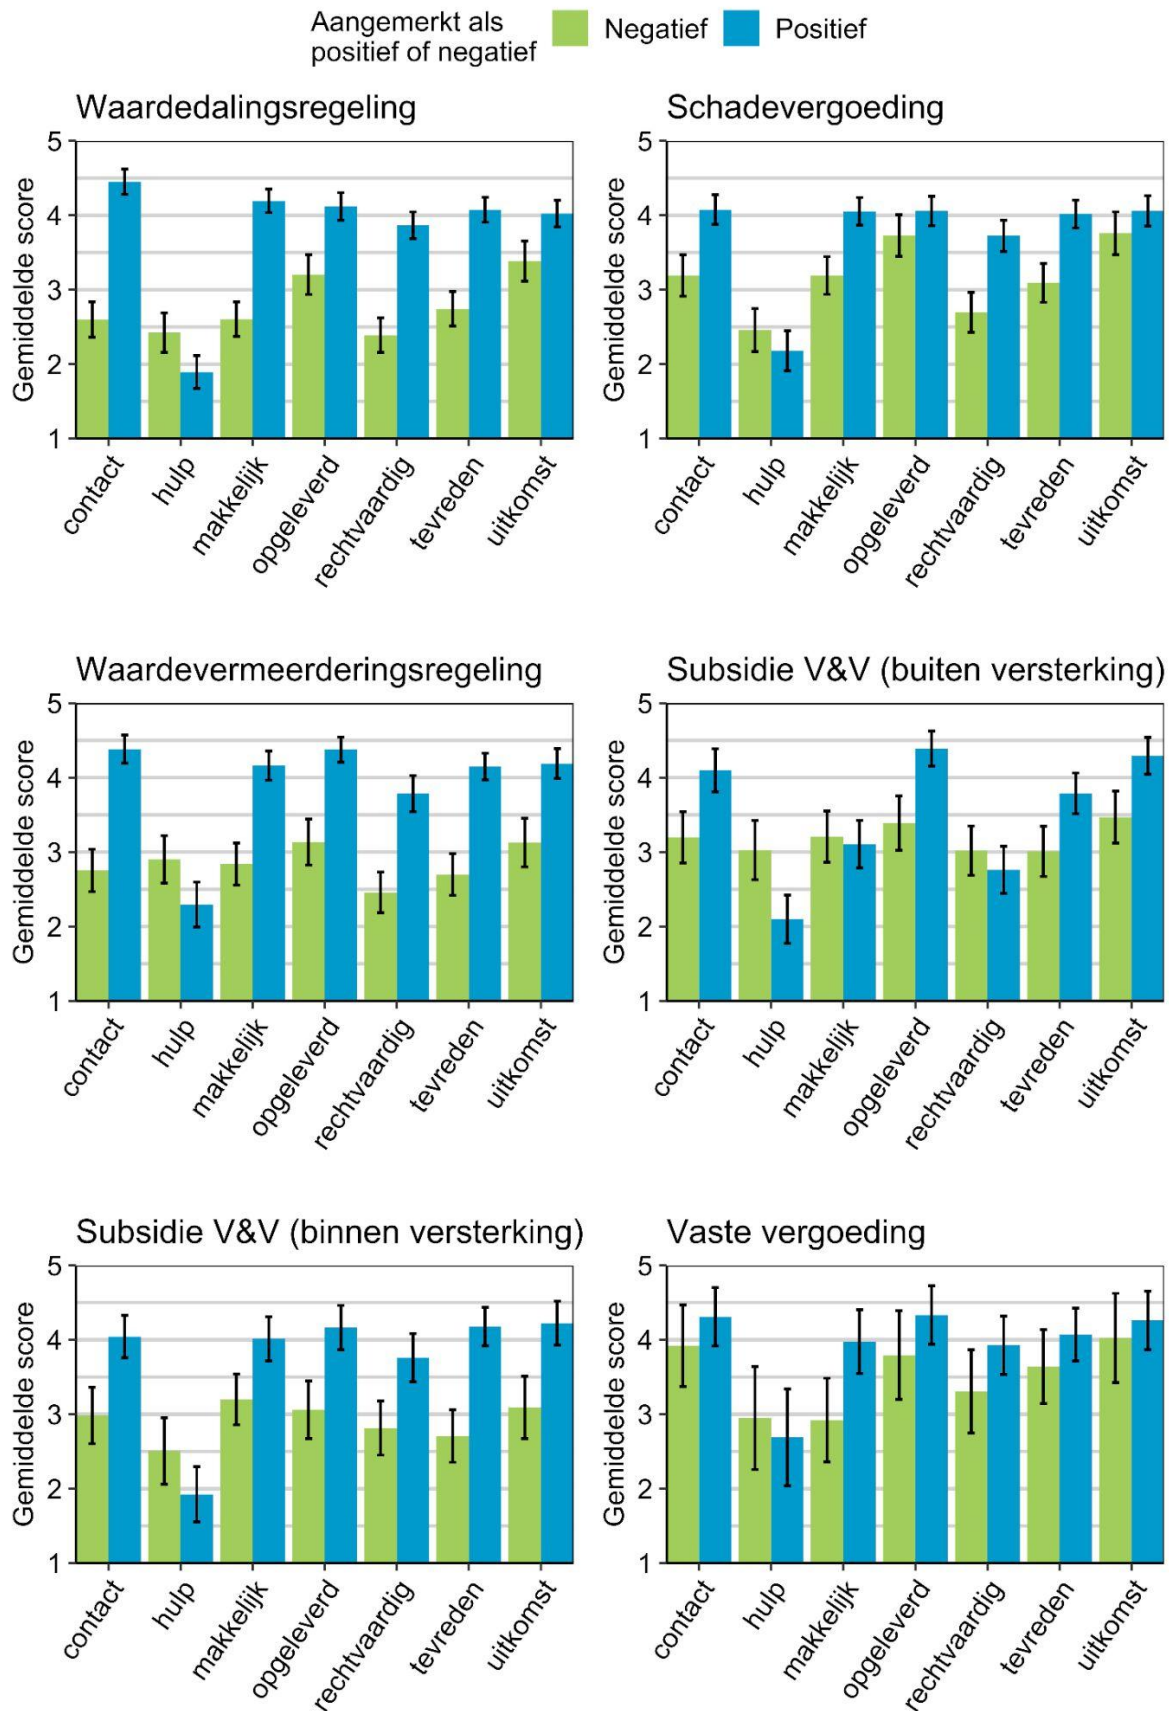 Aangemerkt als
positief of negatief
Negatief
Positief
Waardedalingsregeling
Gemiddelde score
5
4
3
2
1
contact
hulp
makkelijk
opgeleverd
rechtvaardig
tevreden
uitkomst
Schadevergoeding
Gemiddelde score
5
4
3
2
1
contact
hulp
makkelijk
opgeleverd
rechtvaardig
tevreden
uitkomst
Waardevermeerderingsregeling
Gemiddelde score
5
4
3
2
1
contact
hulp
makkelijk
opgeleverd
rechtvaardig
tevreden
uitkomst
Subsidie V&V (buiten versterking)
Gemiddelde score
5
4
3
2
1
contact
hulp
makkelijk
opgeleverd
rechtvaardig
tevreden
uitkomst
Subsidie V&V (binnen versterking)
Gemiddelde score
5
4
3
2
1
contact
hulp
makkelijk
opgeleverd
rechtvaardig
tevreden
uitkomst
Vaste vergoeding
Gemiddelde score
5
4
3
2
1
contact
hulp
makkelijk
opgeleverd
rechtvaardig
tevreden
uitkomst